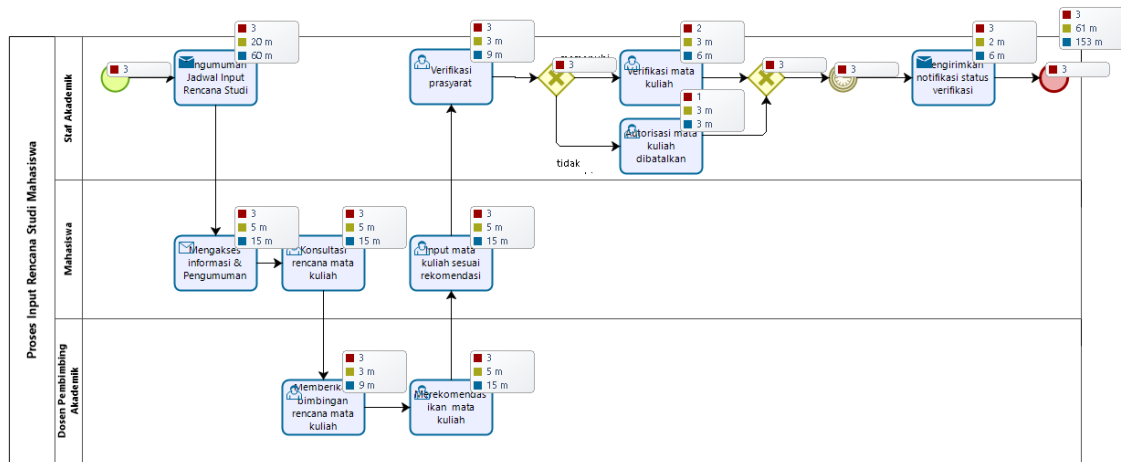 Proses Input Rencana Studi Mahasiswa
Staf Akademik
3
3
20 m
60 m
Pengumuman
Jadwal Input
Rencana Studi
3
3 m
9 m
Verifikasi
prasyarat
3
2
3 m
6 m
Verifikasi mata
kuliah
1
3 m
3 m
Autorisasi mata
kuliah
dibatalkan
tidak
3
3
3
2 m
6 m
Mengirimkan
notifikasi status
verifikasi
3
61 m
153 m
3
Mahasiswa
3
5 m
15 m
Mengakses
informasi &
Pengumuman
3
5 m
15 m
Konsultasi
rencana mata
kuliah
3
5 m
15 m
Input mata
kuliah sesuai
rekomendasi
Dosen Pembimbing
Akademik
3
3 m
9 m
Memberikan
bimbingan
rencana mata
kuliah
3
5 m
15 m
Merekomendas
ikan mata
kuliah